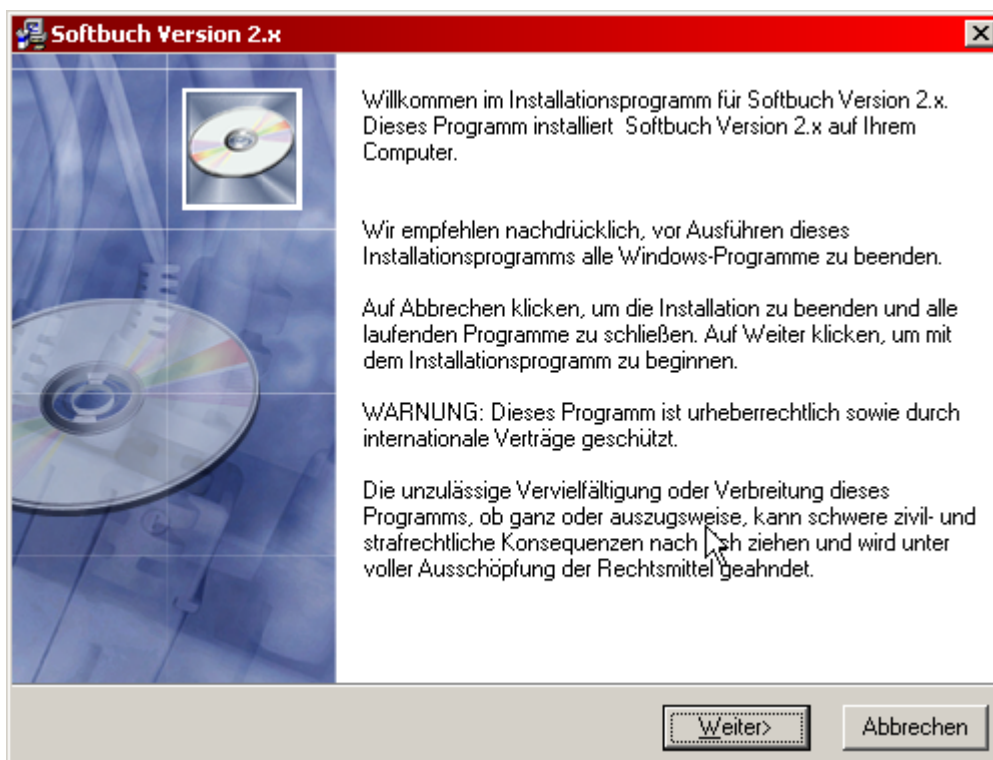 Softbuch Version 2.x
Willkommen im Installationsprogramm für Softbuch Version 2.x.
Dieses Programm installiert Softbuch Version 2.x auf Ihrem
Computer.
Wir empfehlen nachdrücklich, vor Ausführen dieses
Installationsprogramms alle Windows-Programme zu beenden.
Auf Abbrechen klicken, um die Installation zu beenden und alle
laufenden Programme zu schließen. Auf Weiter klicken, um mit
dem Installationsprogramm zu beginnen.
WARNUNG: Dieses Programm ist urheberrechtlich sowie durch
internationale Verträge geschützt.
Die unzulässige Vervielfältigung oder Verbreitung dieses
Programms, ob ganz oder auszugsweise, kann schwere zivil- und
strafrechtliche Konsequenzen nach sich ziehen und wird unter
voller Ausschöpfung der Rechtsmittel geahndet.
Weiter>
Abbrechen